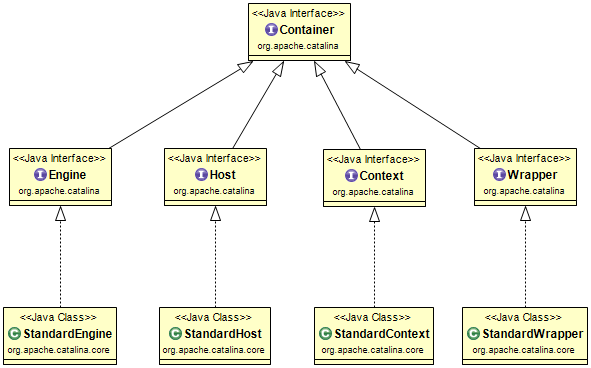 <<Java Interface>>
I Container
org.apache.catalina
<<Java Interface>>
I Engine
org.apache.catalina
<<Java Interface>>
I Host
org.apache.catalina
<<Java Interface>>
I Context
org.apache.catalina
<<Java Interface>>
I Wrapper
org.apache.catalina
<<Java Class>>
C StandardEngine
org.apache.catalina.core
<<Java Class>>
C StandardHost
org.apache.catalina.core
<<Java Class>>
C StandardContext
org.apache.catalina.core
<<Java Class>>
C StandardWrapper
org.apache.catalina.core